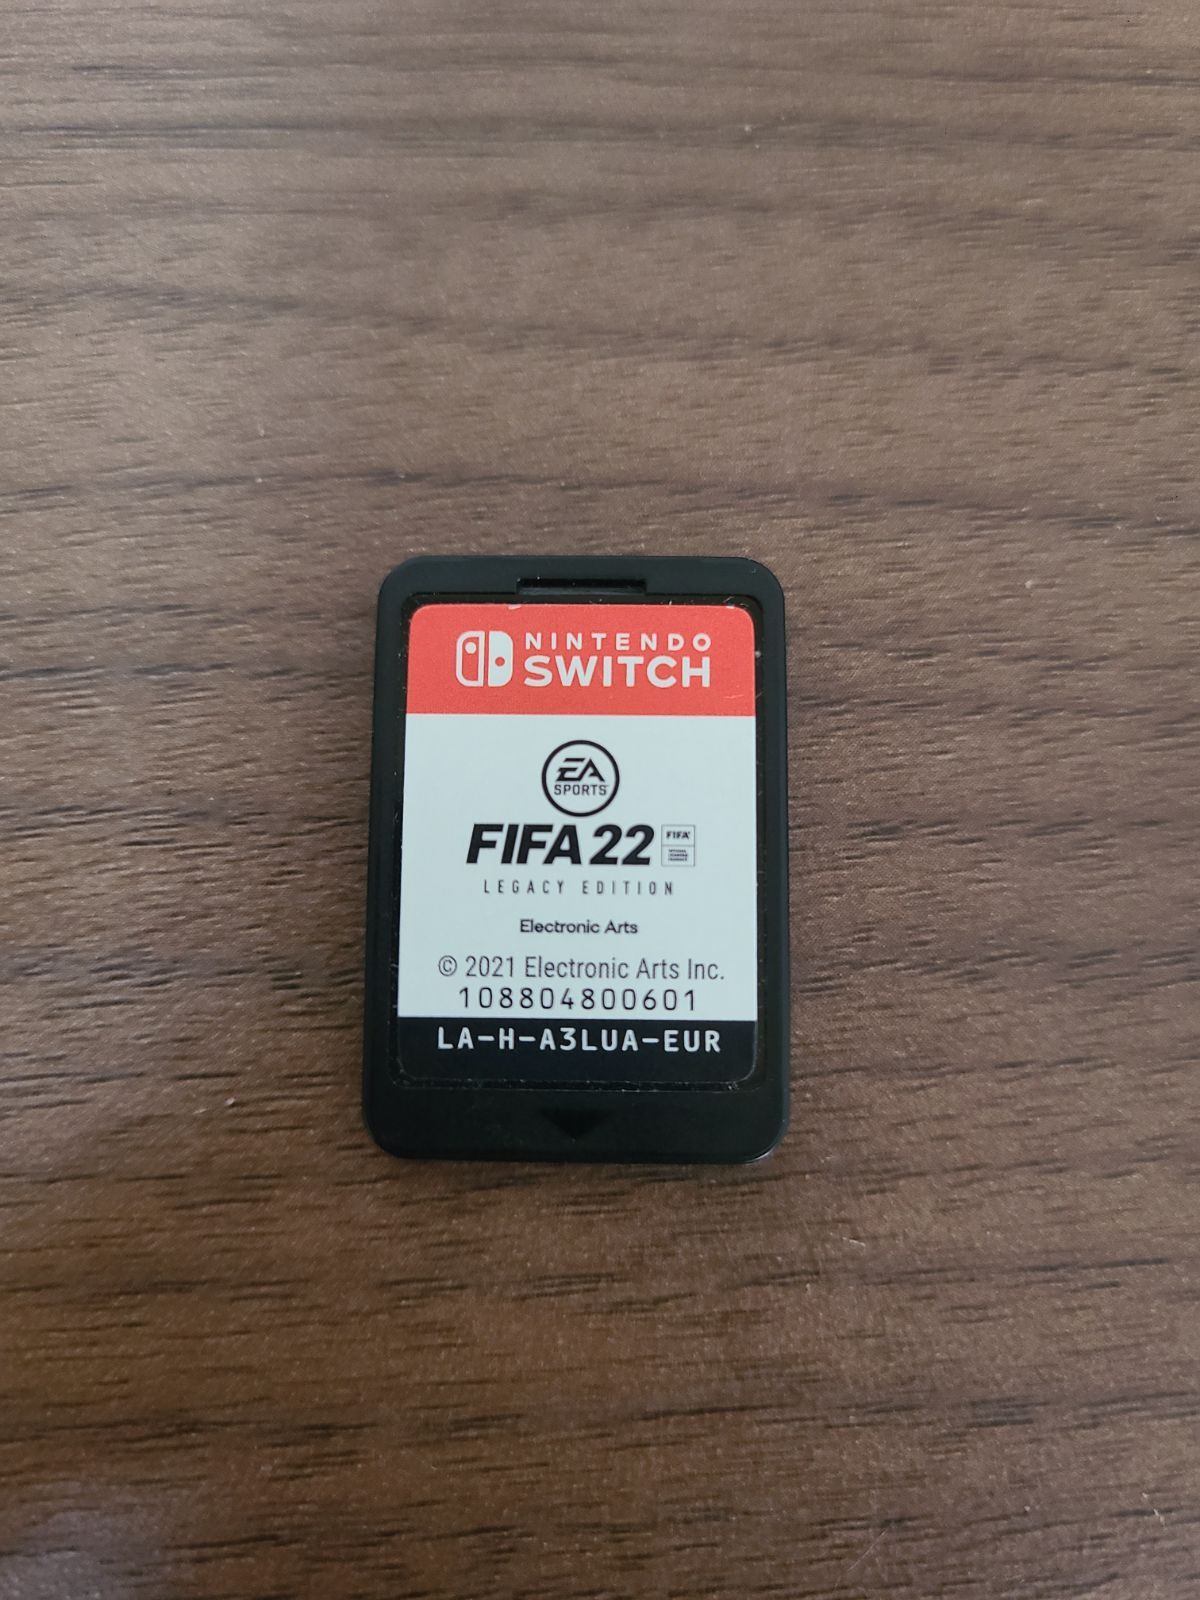 NINTENDO
SWITCH
EA
SPORTS
FIFA 22
FIFA
LEGACY EDITION
Electronic Arts
© 2021 Electronic Arts Inc.
108804800601
LA-H-A3LUA-EUR